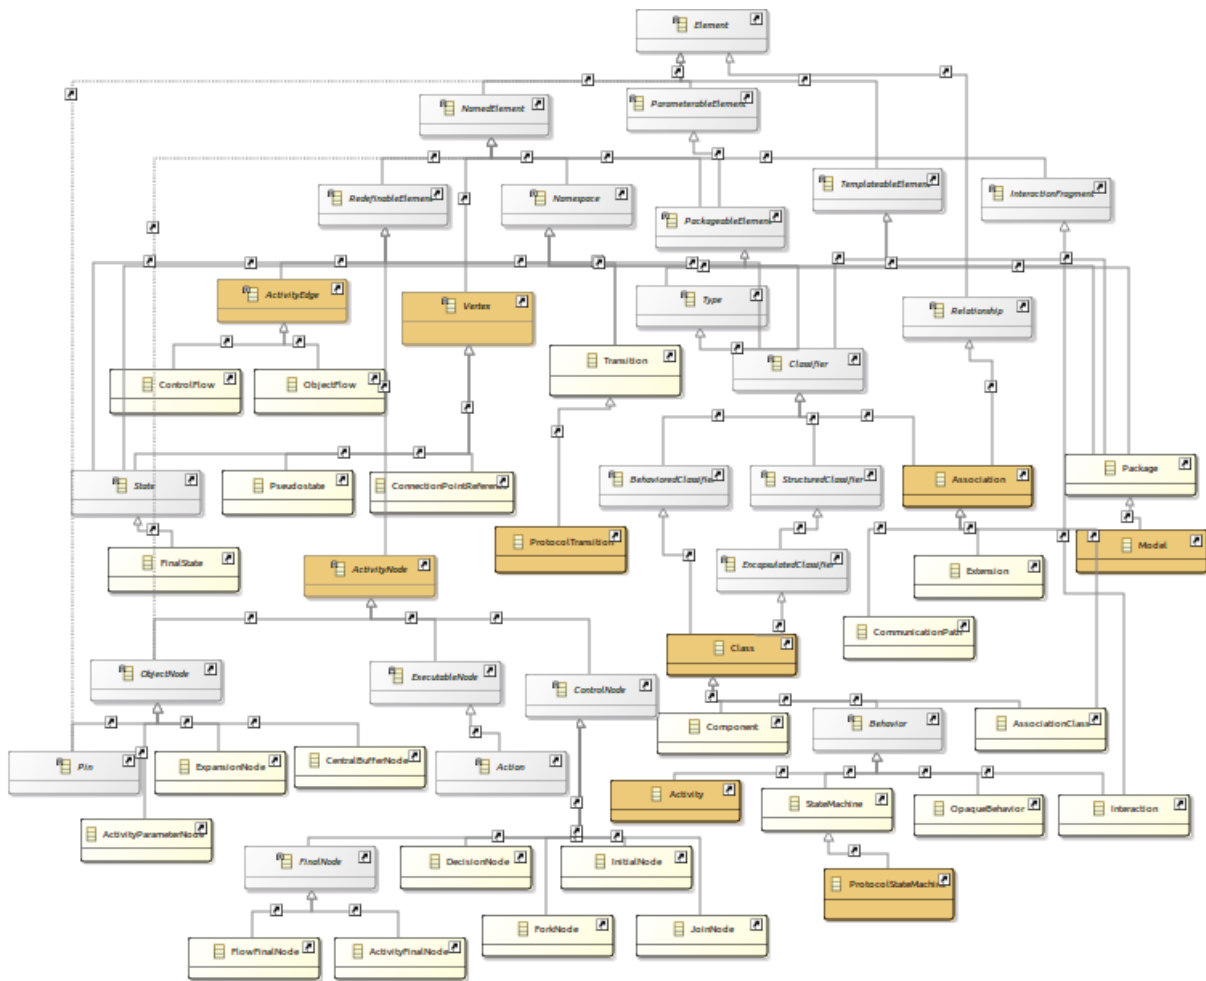 Element
NamedElement
ParameterableElement
RedefinableElement
Namespace
TemplateableElement
InteractionFragment
PackageableElement
ActivityEdge
Vertex
Type
Relationship
Transition
Classifier
ControlFlow
ObjectFlow
State
Pseudostate
ConnectionPointReference
BehavioredClassifier
StructuredClassifier
Association
Package
ProtocolTransition
Model
FinalState
ActivityNode
EncapsulatedClassifier
Extension
CommunicationPath
Class
ObjectNode
ExecutableNode
ControlNode
Component
Behavior
AssociationClass
Pin
ExpansionNode
CentralBufferNode
Action
Activity
StateMachine
OpaqueBehavior
Interaction
ActivityParameterNode
FinalNode
DecisionNode
InitialNode
ProtocolStateMachine
ForkNode
JoinNode
FlowFinalNode
ActivityFinalNode